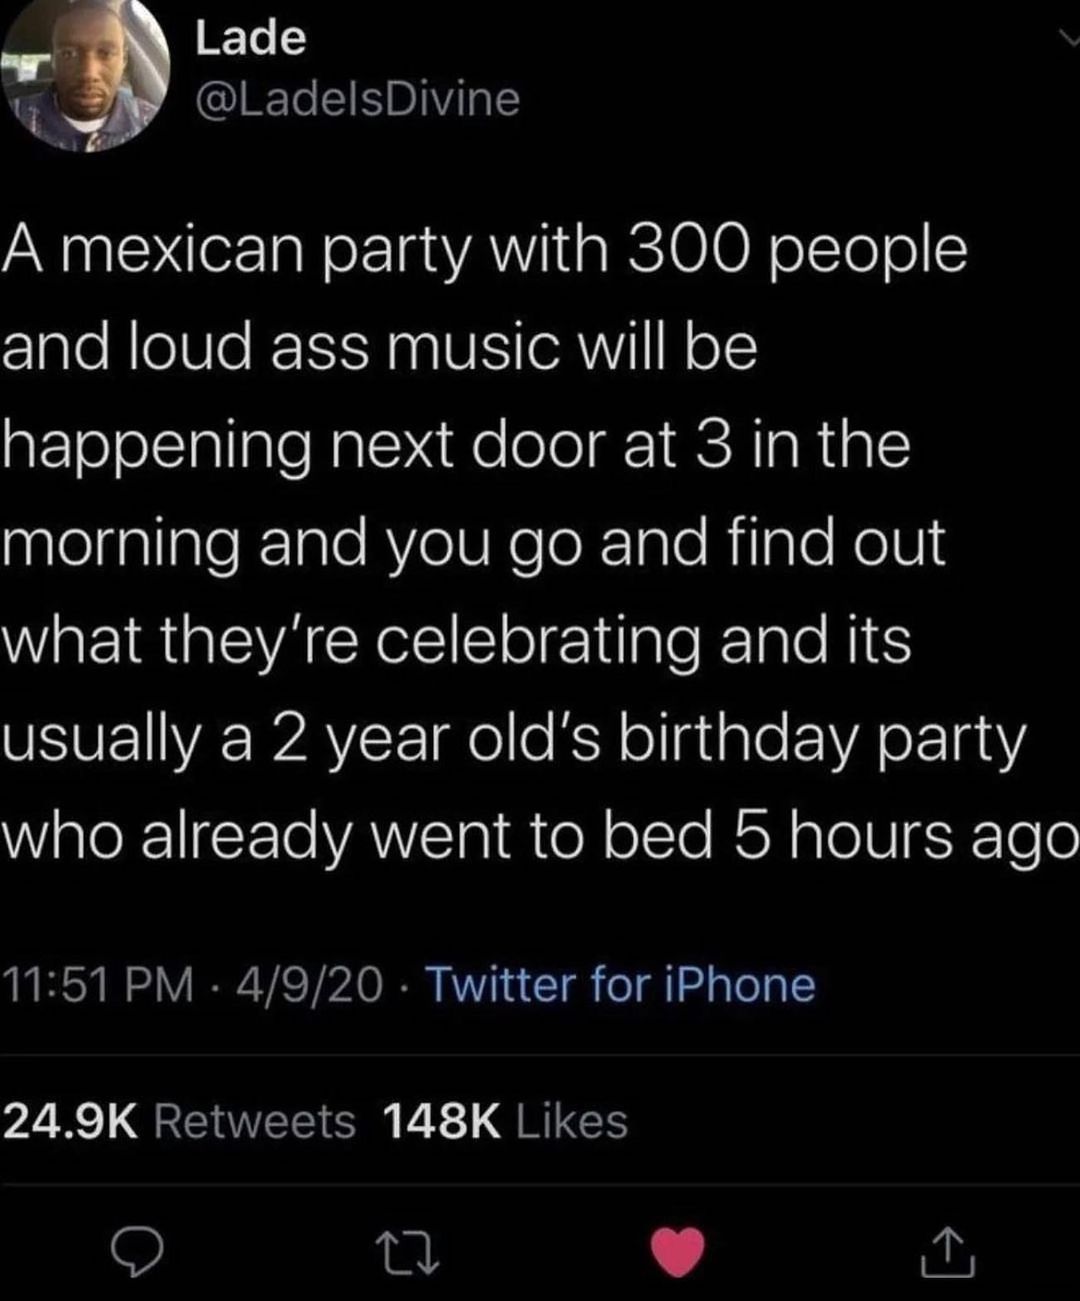 Lade
@LadeIsDivine
A mexican party with 300 people
and loud ass music will be
happening next door at 3 in the
morning and you go and find out
what they're celebrating and its
usually a 2 year old's birthday party
who already went to bed 5 hours ago
11:51 PM · 4/9/20 · Twitter for iPhone
24.9K Retweets 148K Likes